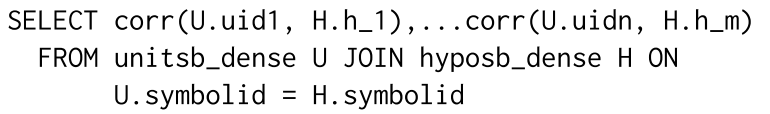 SELECT corr(U.uid1, H.h_1),...corr(U.uidn, H.h_m)
FROM unitsb_dense U JOIN hyposb_dense H ON
U.symbolid = H.symbolid